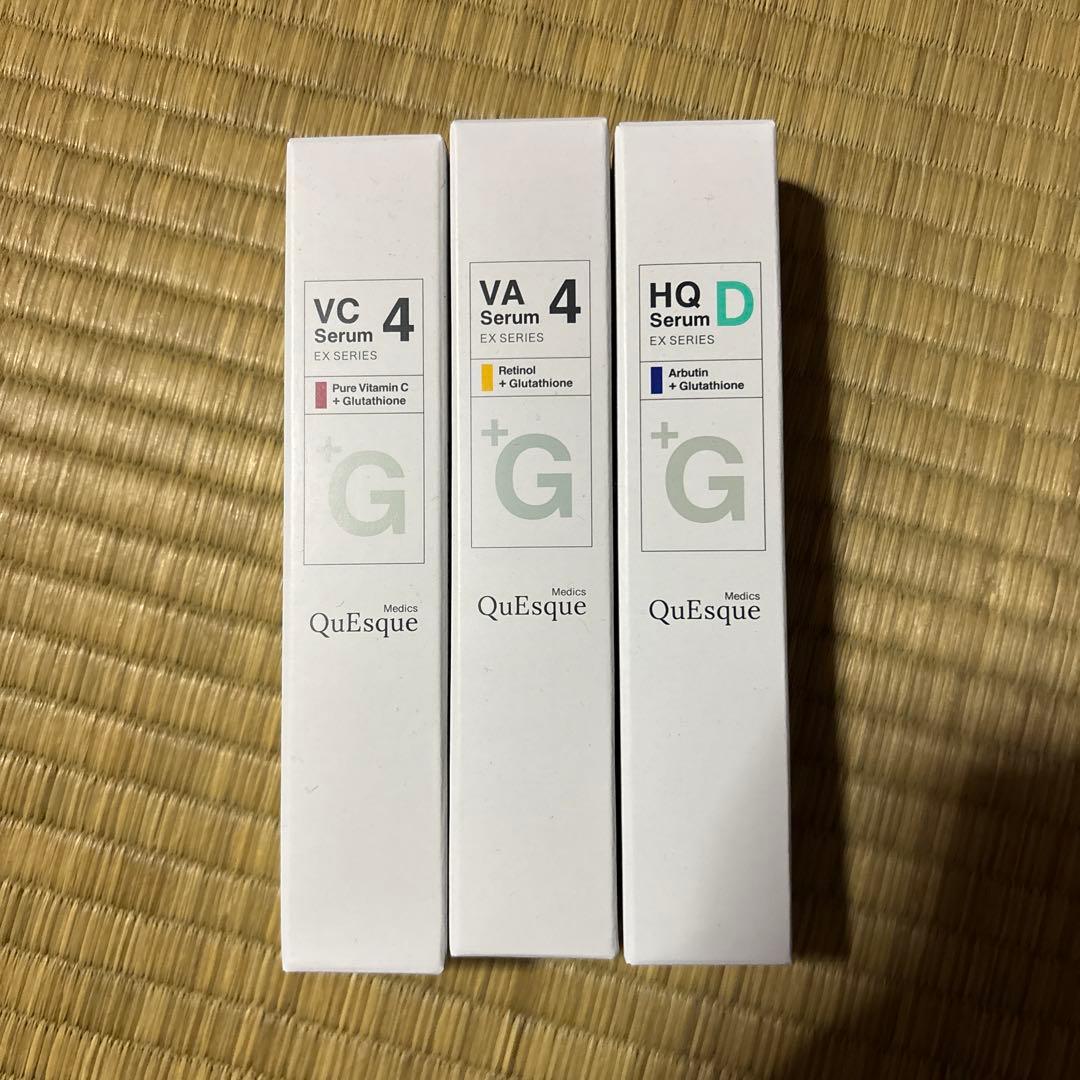 VC
Serum 4
EX SERIES
Pure Vitamin C
+ Glutathione
+G
Medics
QuEsque
VA
Serum 4
EX SERIES
Retinol
+ Glutathione
+G
Medics
QuEsque
HQ
Serum D
EX SERIES
Arbutin
+ Glutathione
+G
Medics
QuEsque